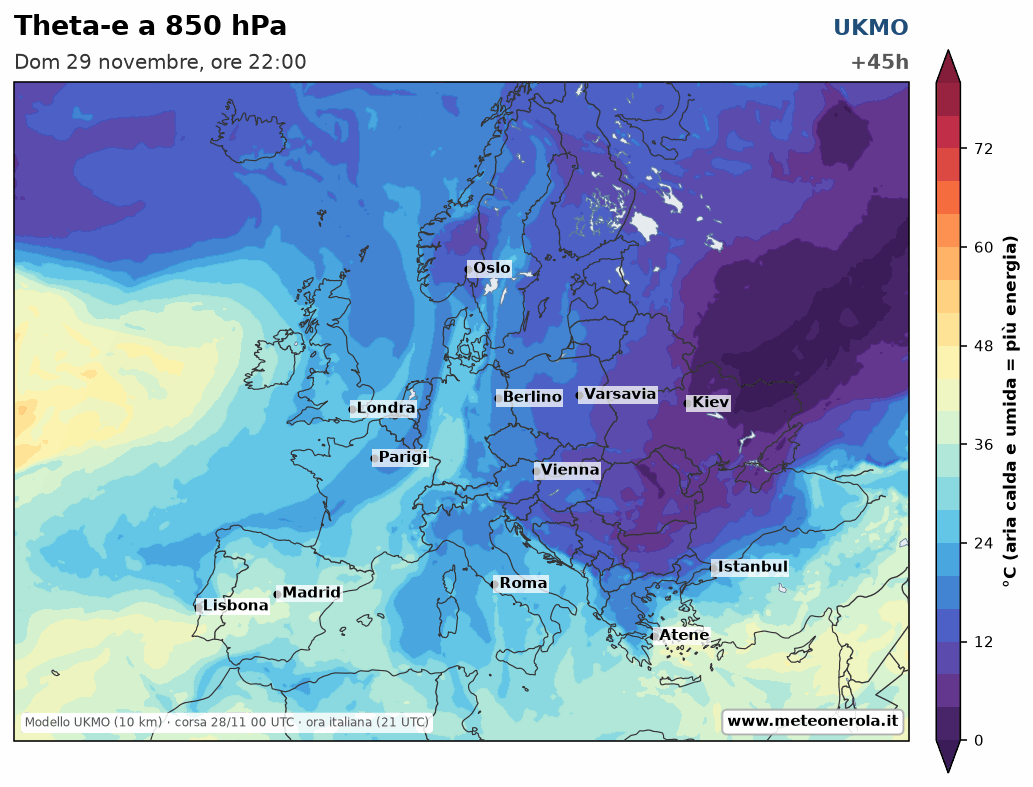 Theta-e a 850 hPa
UKMO
Dom 29 novembre, ore 22:00
+45h
Oslo
Berlino
Varsavia
Kiev
Londra
Parigi
Vienna
Istanbul
Roma
Madrid
Lisbona
Atene
Modello UKMO (10 km) · corsa 28/11 00 UTC · ora italiana (21 UTC)
www.meteonerola.it
72
60
48
36
24
12
0
°C (aria calda e umida = più energia)